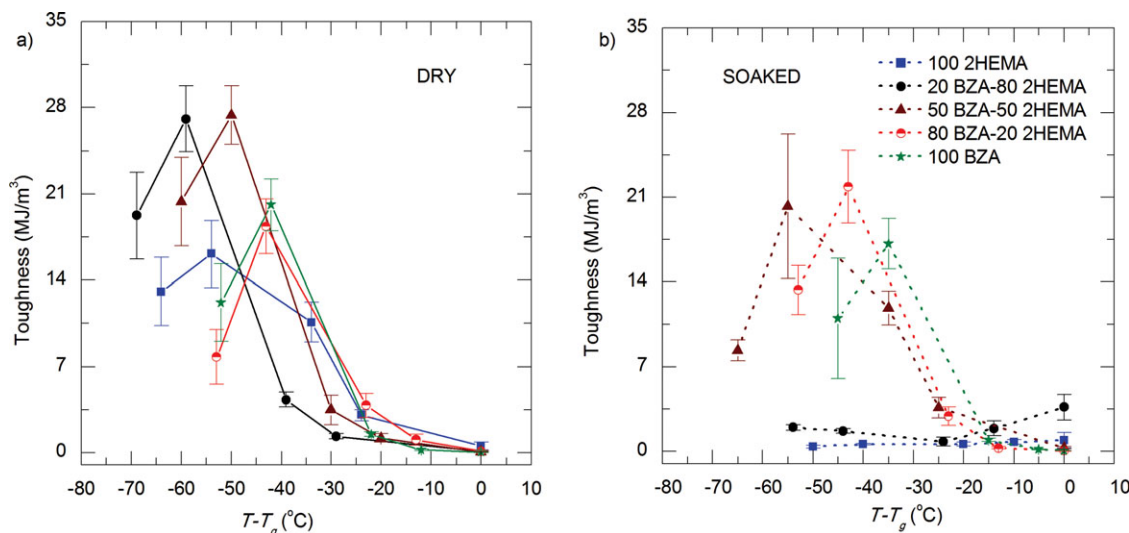 a)
DRY
Toughness (MJ/m³)
35
28
21
14
7
0
-80 -70 -60 -50 -40 -30 -20 -10 0 10
T-Tg (°C)
b)
SOAKED
100 2HEMA
20 BZA-80 2HEMA
50 BZA-50 2HEMA
80 BZA-20 2HEMA
100 BZA
Toughness (MJ/m³)
35
28
21
14
7
0
-80 -70 -60 -50 -40 -30 -20 -10 0 10
T-Tg (°C)